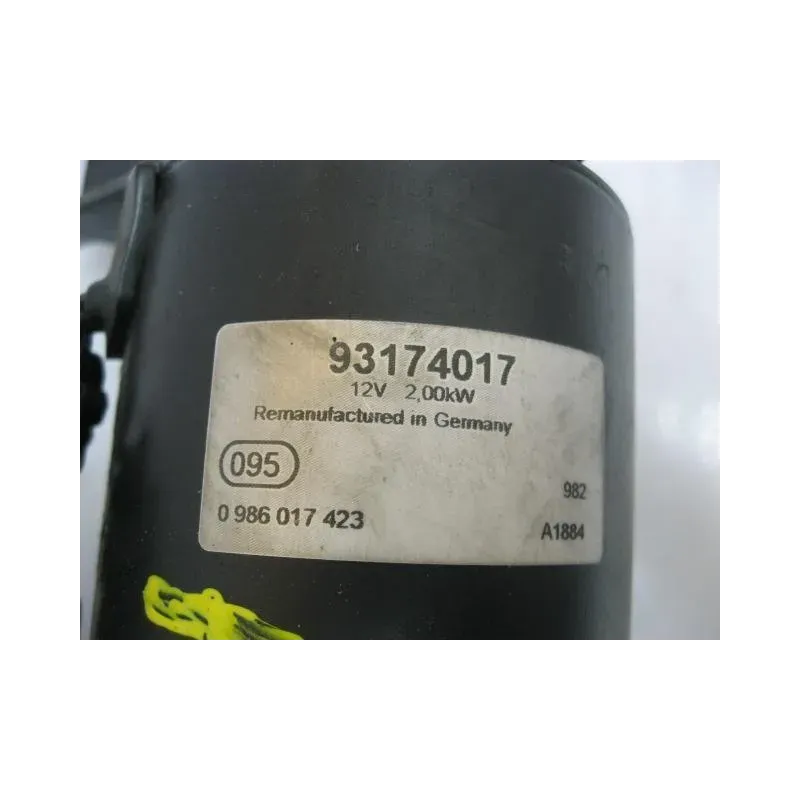 93174017
12V 2,00kW
Remanufactured in Germany
095
982
0 986 017 423
A1884